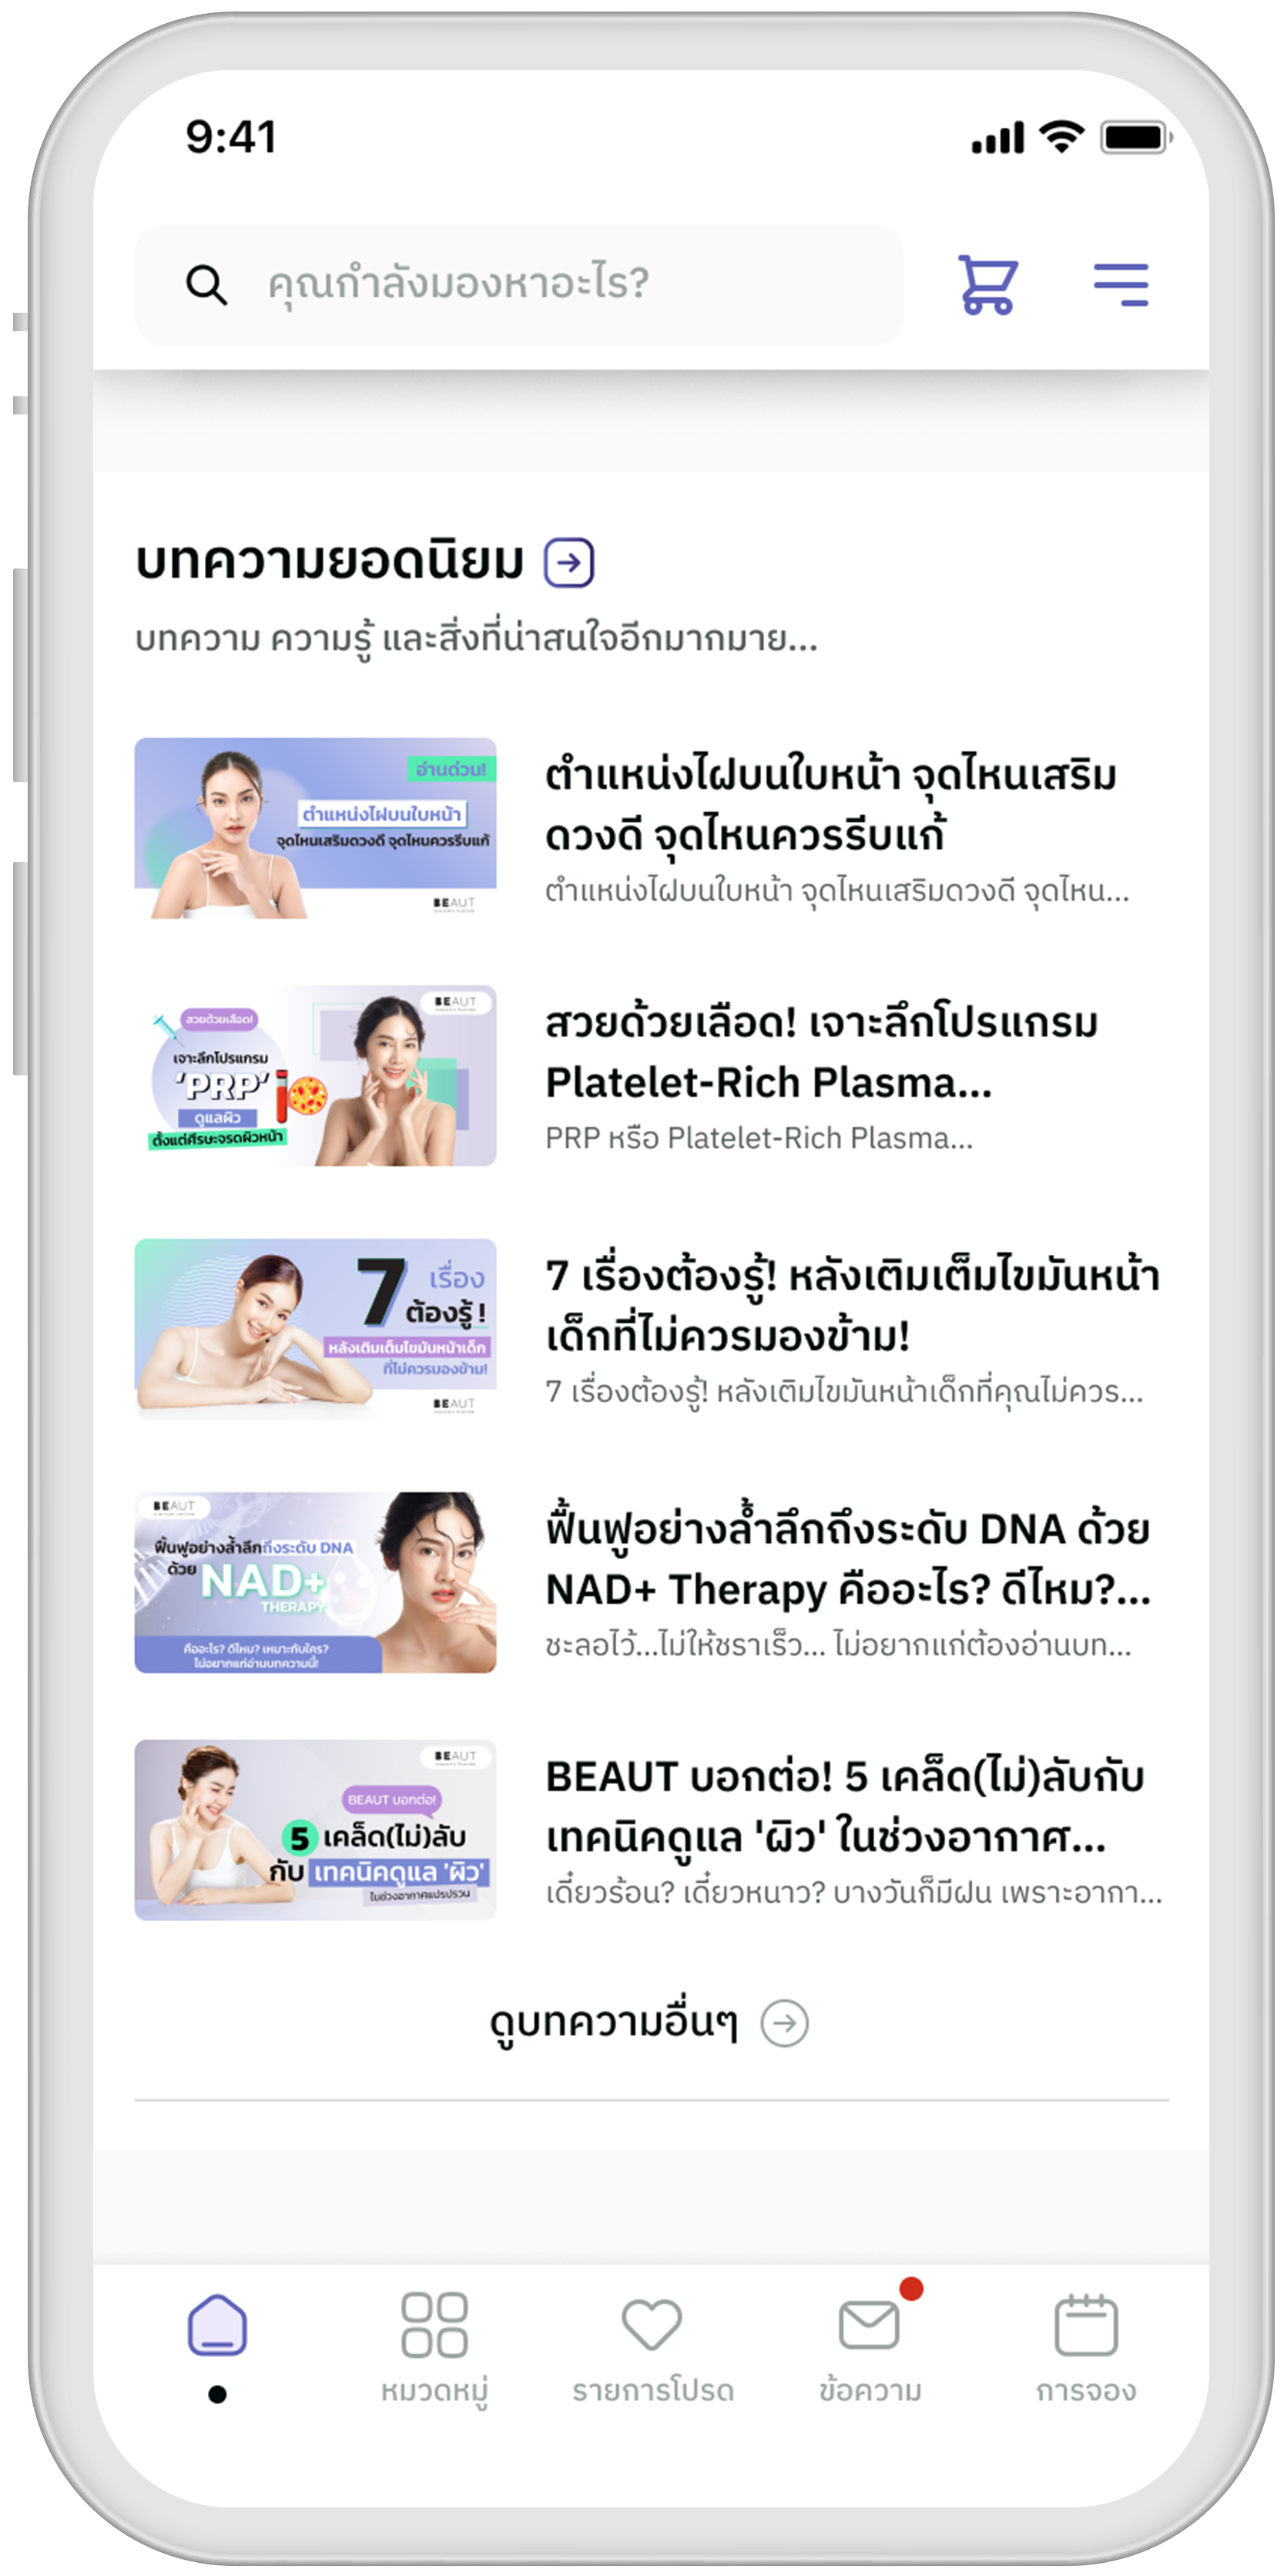 9:41
คุณกำลังมองหาอะไร?
บทความยอดนิยม
บทความ ความรู้ และสิ่งที่น่าสนใจอีกมากมาย...
อ่านด่วน!
ตำแหน่งไฝบนใบหน้า
จุดไหนเสริมดวงดี จุดไหนควรรีบแก้
BEAUT
ตำแหน่งไฝบนใบหน้า จุดไหนเสริม
ดวงดี จุดไหนควรรีบแก้
ตำแหน่งไฝบนใบหน้า จุดไหนเสริมดวงดี จุดไหน...
BEAUT
สวยด้วยเลือด!
เจาะลึกโปรแกรม
'PRP'
ดูแลผิว
ตั้งแต่ศีรษะจรดผิวหน้า
สวยด้วยเลือด! เจาะลึกโปรแกรม
Platelet-Rich Plasma...
PRP หรือ Platelet-Rich Plasma...
7 เรื่อง
ต้องรู้ !
หลังเติมเต็มไขมันหน้าเด็ก
ที่ไม่ควรมองข้าม!
BEAUT
7 เรื่องต้องรู้! หลังเติมเต็มไขมันหน้า
เด็กที่ไม่ควรมองข้าม!
7 เรื่องต้องรู้! หลังเติมไขมันหน้าเด็กที่คุณไม่ควร...
BEAUT
ฟื้นฟูอย่างล้ำลึกถึงระดับ DNA
ด้วย NAD+
THERAPY
คืออะไร? ดีไหม? เหมาะกับใคร?
ไม่อยากแก่อ่านบทความนี้!
ฟื้นฟูอย่างล้ำลึกถึงระดับ DNA ด้วย
NAD+ Therapy คืออะไร? ดีไหม?...
ชะลอไว้...ไม่ให้ชราเร็ว... ไม่อยากแก่ต้องอ่านบท...
BEAUT
BEAUT บอกต่อ!
5 เคล็ด(ไม่)ลับ
กับ เทคนิคดูแล 'ผิว'
ในช่วงอากาศแปรปรวน
BEAUT บอกต่อ! 5 เคล็ด(ไม่)ลับกับ
เทคนิคดูแล 'ผิว' ในช่วงอากาศ...
เดี๋ยวร้อน? เดี๋ยวหนาว? บางวันก็มีฝน เพราะอากา...
ดูบทความอื่นๆ
หมวดหมู่
รายการโปรด
ข้อความ
การจอง